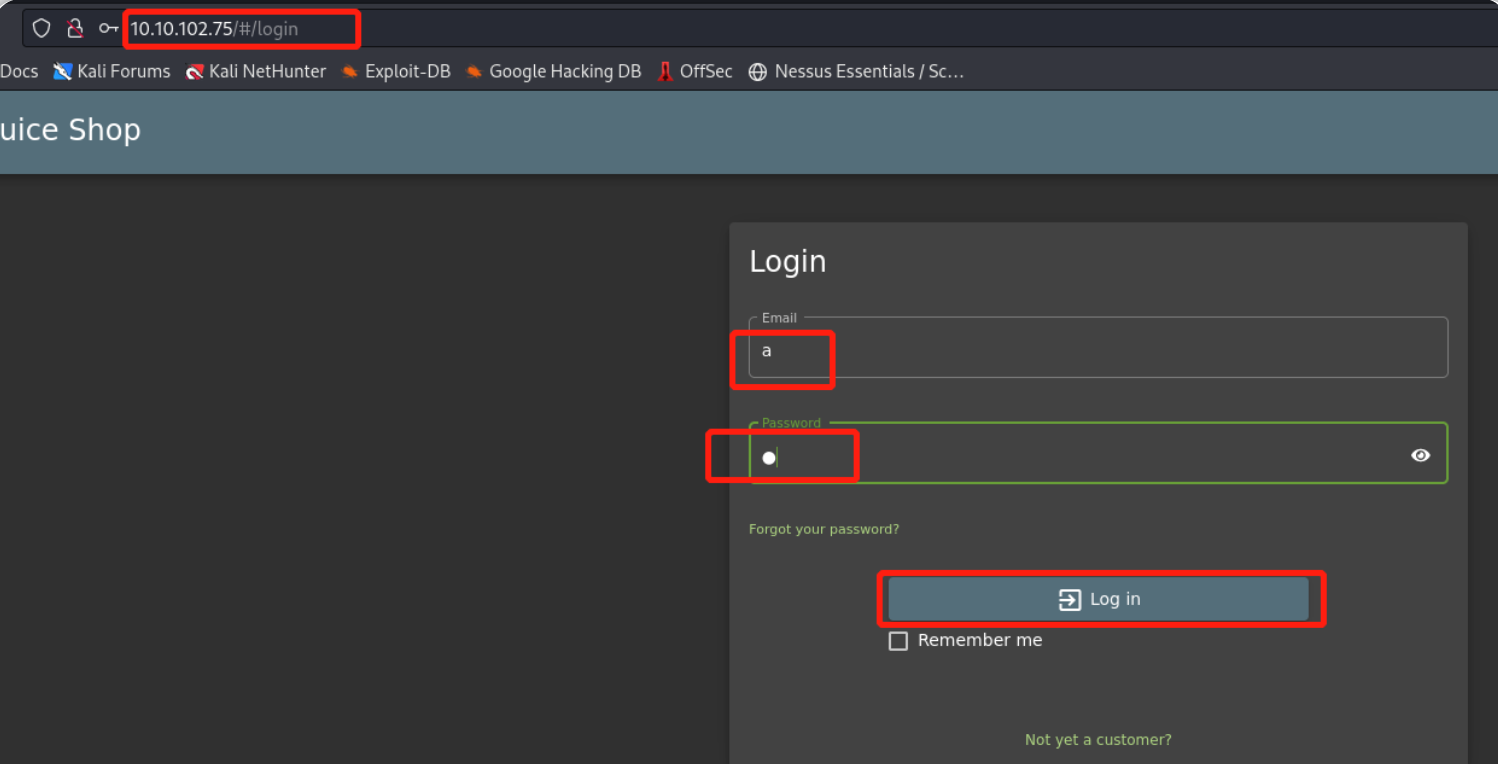 10.10.102.75/#/login
Docs Kali Forums Kali NetHunter Exploit-DB Google Hacking DB OffSec Nessus Essentials / Sc...
uice Shop
Login
Email
a
Password
Forgot your password?
Log in
Remember me
Not yet a customer?